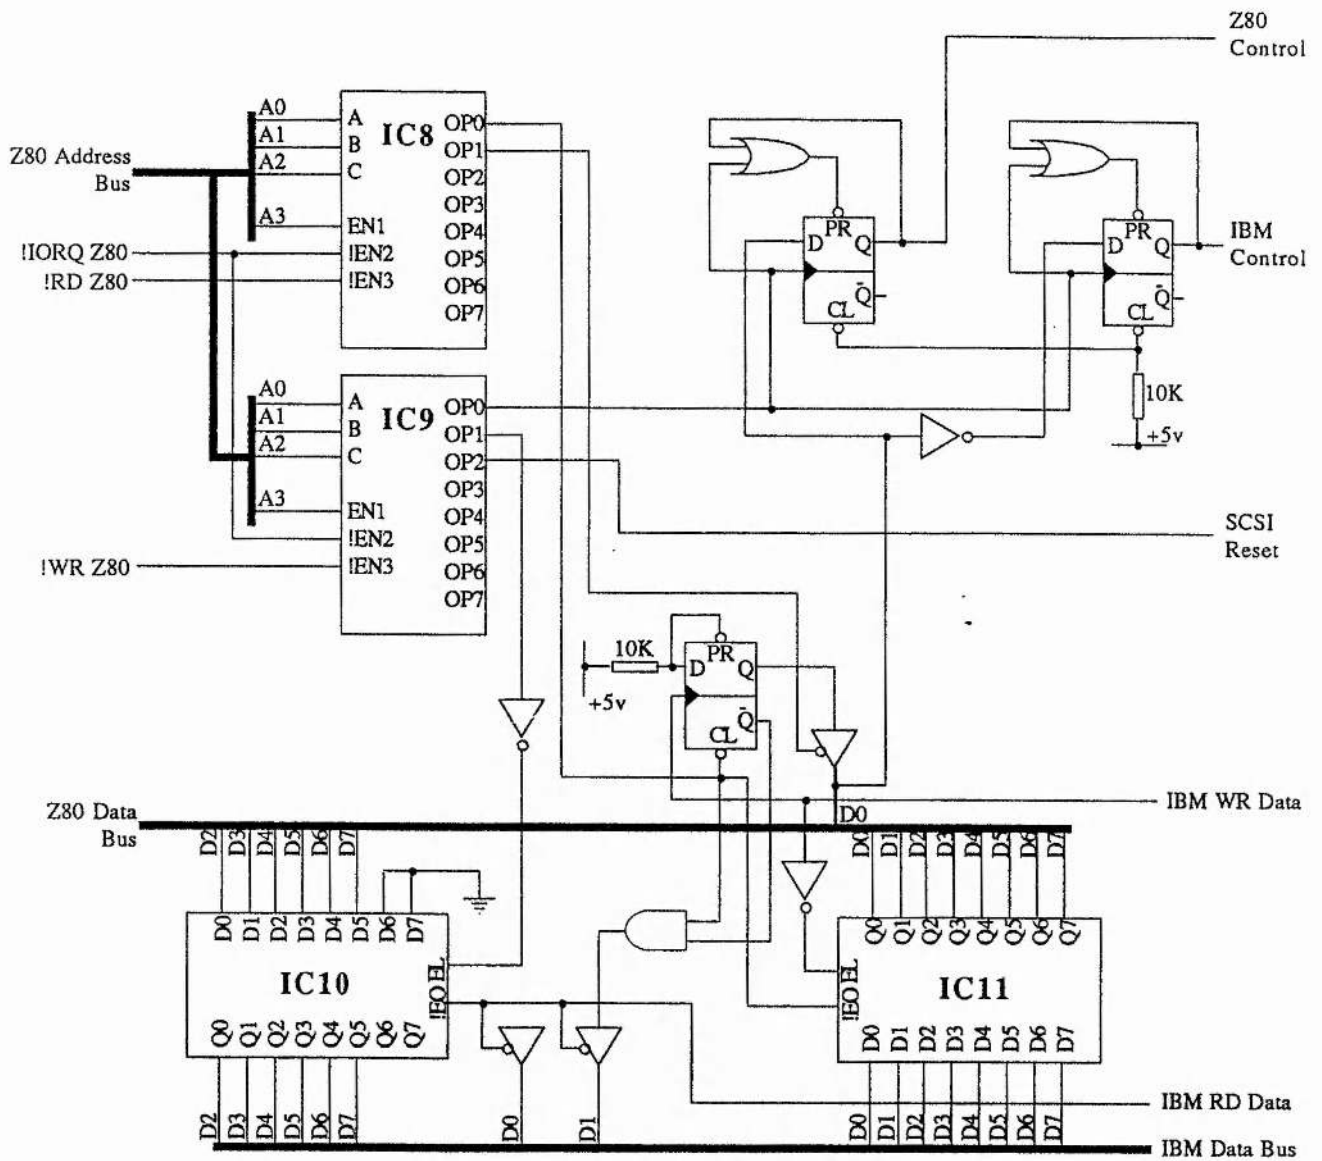 Z80
Control
A0
A1
A2
A3
A
B
C
EN1
!EN2
!EN3
IC8
OP0
OP1
OP2
OP3
OP4
OP5
OP6
OP7
Z80 Address
Bus
!IORQ Z80
!RD Z80
PR
D
Q
Q̄
CL
PR
D
Q
Q̄
CL
IBM
Control
10K
+5v
A0
A1
A2
A3
A
B
C
EN1
!EN2
!EN3
IC9
OP0
OP1
OP2
OP3
OP4
OP5
OP6
OP7
!WR Z80
SCSI
Reset
10K
+5v
PR
D
Q
Q̄
CL
IBM WR Data
D0
Z80 Data
Bus
D2 D3 D4 D5 D6 D7
D0 D1 D2 D3 D4 D5 D6 D7
D0 D1 D2 D3 D4 D5 D6 D7
Q0 Q1 Q2 Q3 Q4 Q5 Q6 Q7
IC10
!EO EL
Q0 Q1 Q2 Q3 Q4 Q5 Q6 Q7
IC11
!EO EL
D0 D1 D2 D3 D4 D5 D6 D7
D2 D3 D4 D5 D6 D7
D0
D1
D0 D1 D2 D3 D4 D5 D6 D7
IBM RD Data
IBM Data Bus